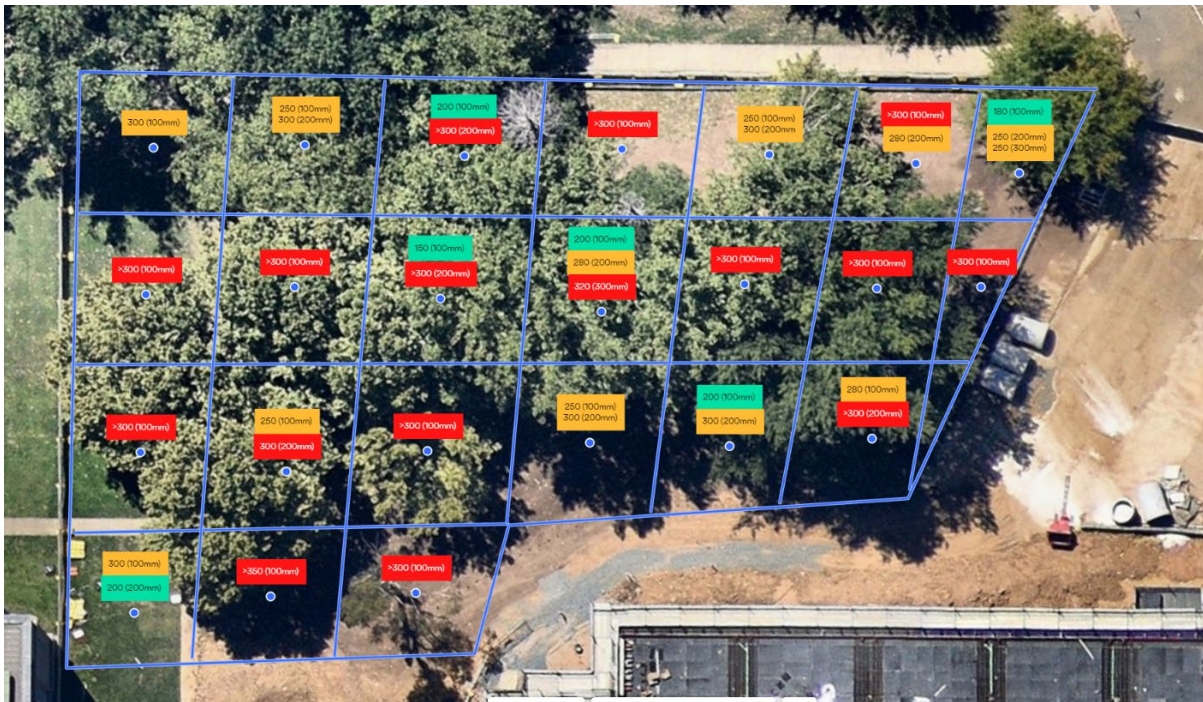 300 (100mm)
250 (100mm)
300 (200mm)
200 (100mm)
>300 (200mm)
>300 (100mm)
250 (100mm)
300 (200mm
>300 (100mm)
280 (200mm)
180 (100mm)
250 (200mm)
250 (300mm)
>300 (100mm)
>300 (100mm)
150 (100mm)
>300 (200mm)
200 (100mm)
280 (200mm)
320 (300mm)
>300 (100mm)
>300 (100mm)
>300 (100mm)
>300 (100mm)
250 (100mm)
300 (200mm)
>300 (100mm)
250 (100mm)
300 (200mm)
200 (100mm)
300 (200mm)
280 (100mm)
>300 (200mm)
300 (100mm)
200 (200mm)
>350 (100mm)
>300 (100mm)